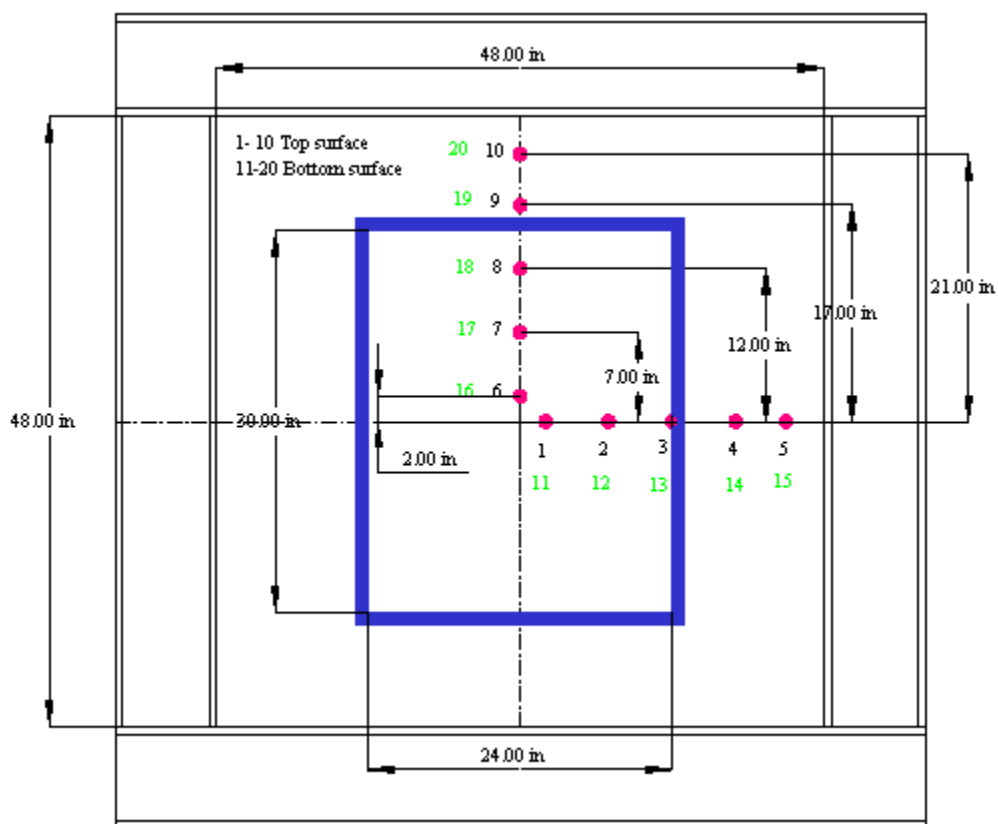 48.00 in
1- 10 Top surface
11-20 Bottom surface
20 10
19 9
18 8
17 7
16 6
21.00 in
17.00 in
12.00 in
7.00 in
48.00 in
30.00 in
2.00 in
1 2 3 4 5
11 12 13 14 15
24.00 in